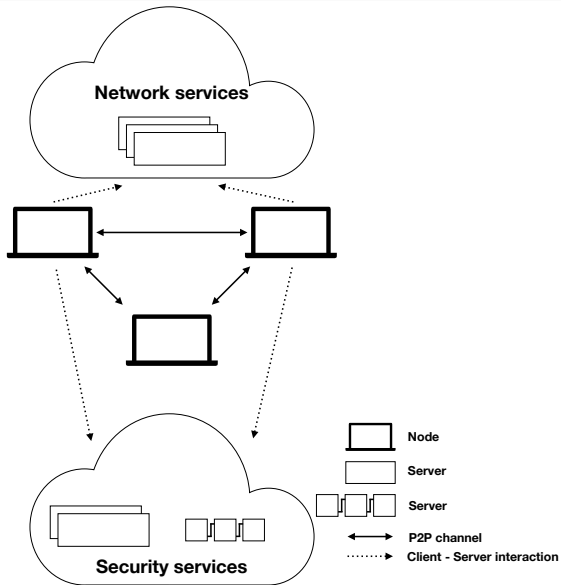 Network services
Node
Server
Server
P2P channel
Client - Server interaction
Security services